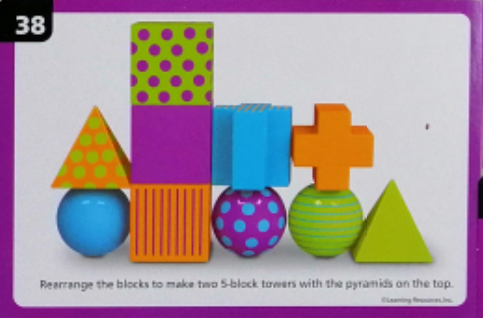 38
Rearrange the blocks to make two 5-block towers with the pyramids on the top.
©Learning Resources, Inc.